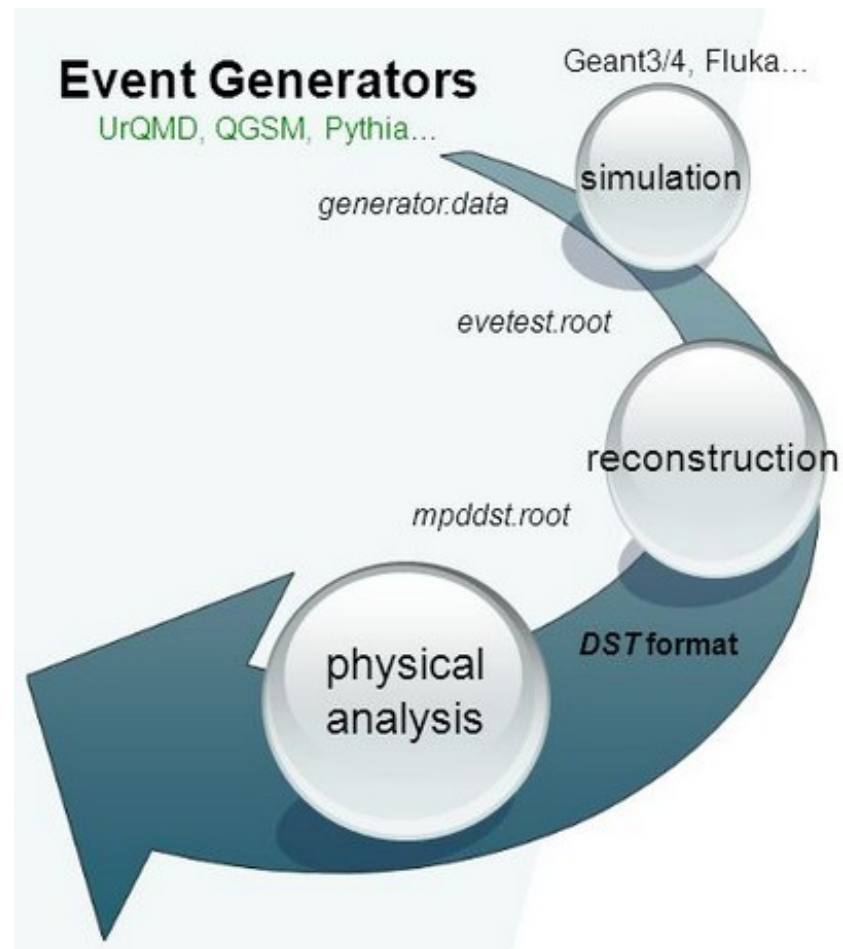 Event Generators
UrQMD, QGSM, Pythia...
Geant3/4, Fluka...
simulation
generator.data
evetest.root
reconstruction
mpddst.root
DST format
physical
analysis